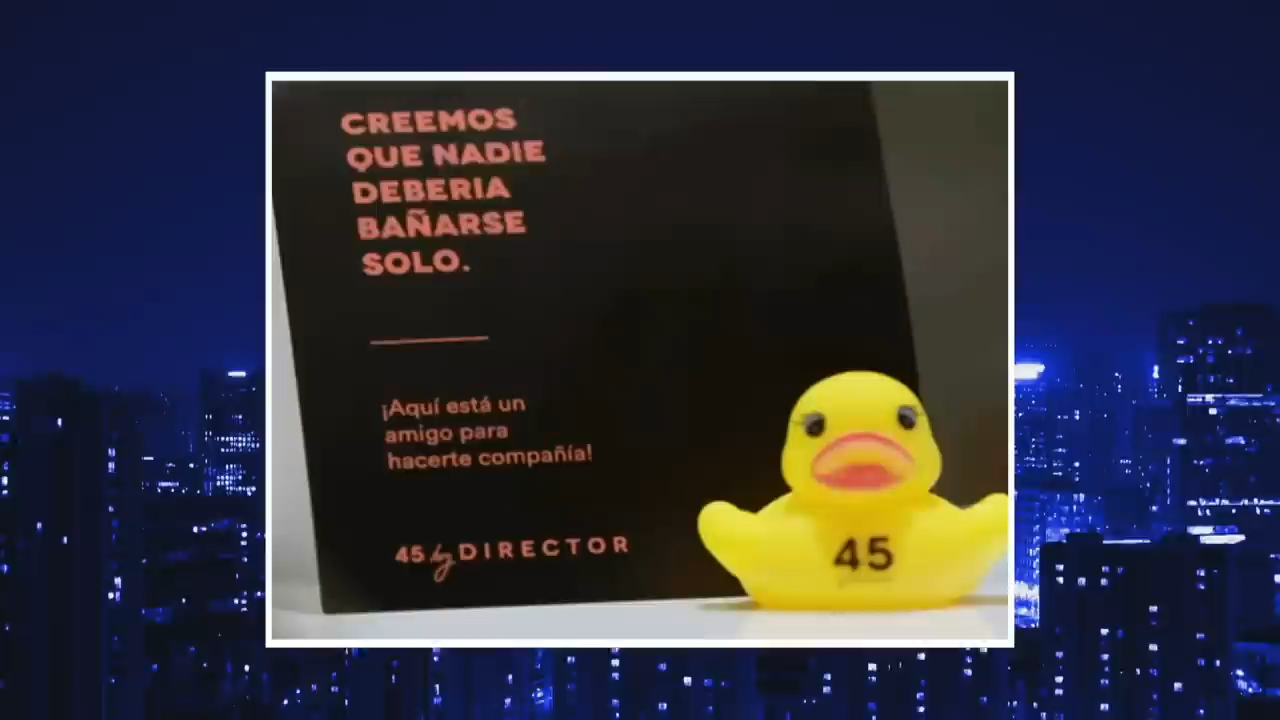 CREEMOS
QUE NADIE
DEBERIA
BAÑARSE
SOLO.
¡Aquí está un
amigo para
hacerte compañía!
45 by DIRECTOR
45